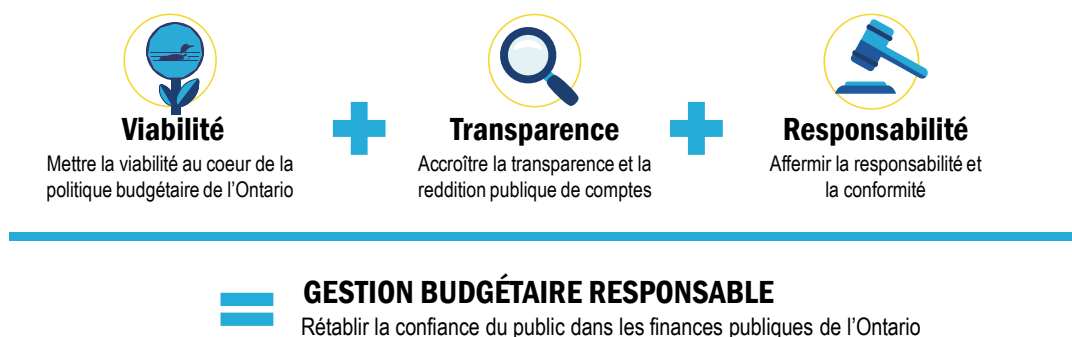 Viabilité
Mettre la viabilité au coeur de la
politique budgétaire de l’Ontario
Transparence
Accroître la transparence et la
reddition publique de comptes
Responsabilité
Affermir la responsabilité et
la conformité
GESTION BUDGÉTAIRE RESPONSABLE
Rétablir la confiance du public dans les finances publiques de l’Ontario